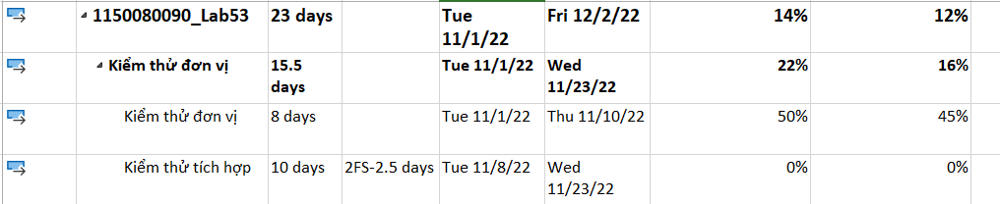 1150080090_Lab53 23 days Tue 11/1/22 Fri 12/2/22 14% 12%
Kiểm thử đơn vị 15.5 days Tue 11/1/22 Wed 11/23/22 22% 16%
Kiểm thử đơn vị 8 days Tue 11/1/22 Thu 11/10/22 50% 45%
Kiểm thử tích hợp 10 days 2FS-2.5 days Tue 11/8/22 Wed 11/23/22 0% 0%